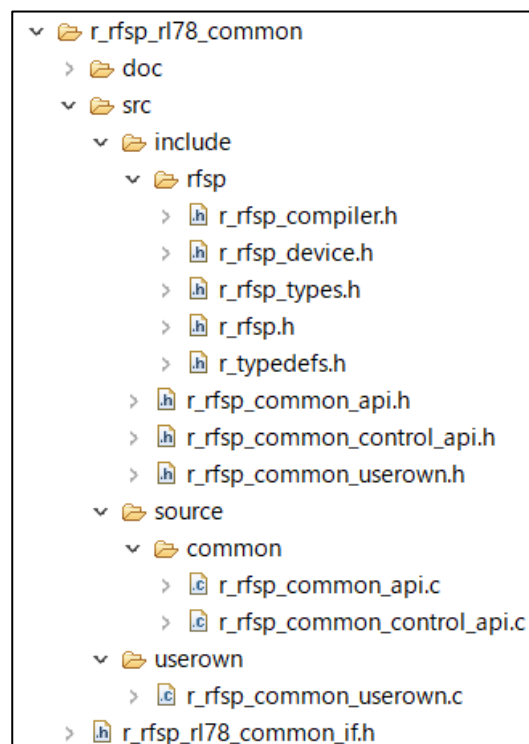 r_rfsp_rl78_common
doc
src
include
rfsp
r_rfsp_compiler.h
r_rfsp_device.h
r_rfsp_types.h
r_rfsp.h
r_typedefs.h
r_rfsp_common_api.h
r_rfsp_common_control_api.h
r_rfsp_common_userown.h
source
common
r_rfsp_common_api.c
r_rfsp_common_control_api.c
userown
r_rfsp_common_userown.c
r_rfsp_rl78_common_if.h